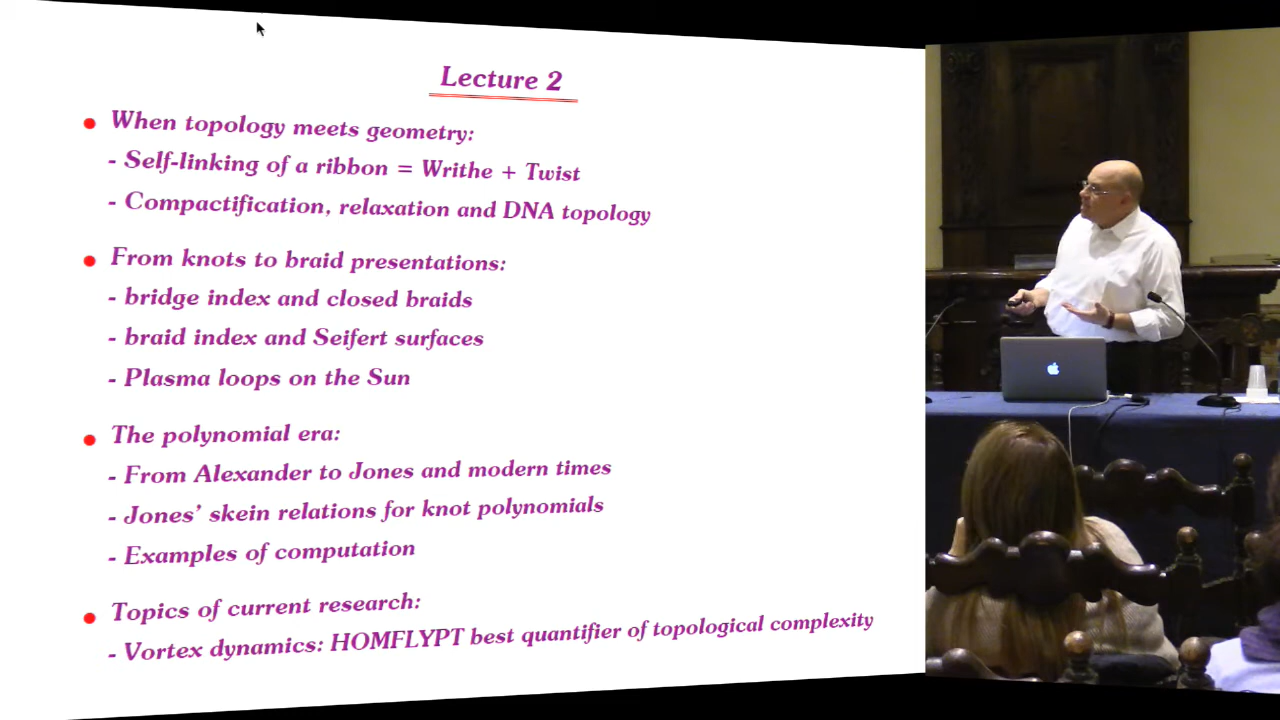 Lecture 2
When topology meets geometry:
- Self-linking of a ribbon = Writhe + Twist
- Compactification, relaxation and DNA topology
From knots to braid presentations:
- bridge index and closed braids
- braid index and Seifert surfaces
- Plasma loops on the Sun
The polynomial era:
- From Alexander to Jones and modern times
- Jones’ skein relations for knot polynomials
- Examples of computation
Topics of current research:
- Vortex dynamics: HOMFLYPT best quantifier of topological complexity